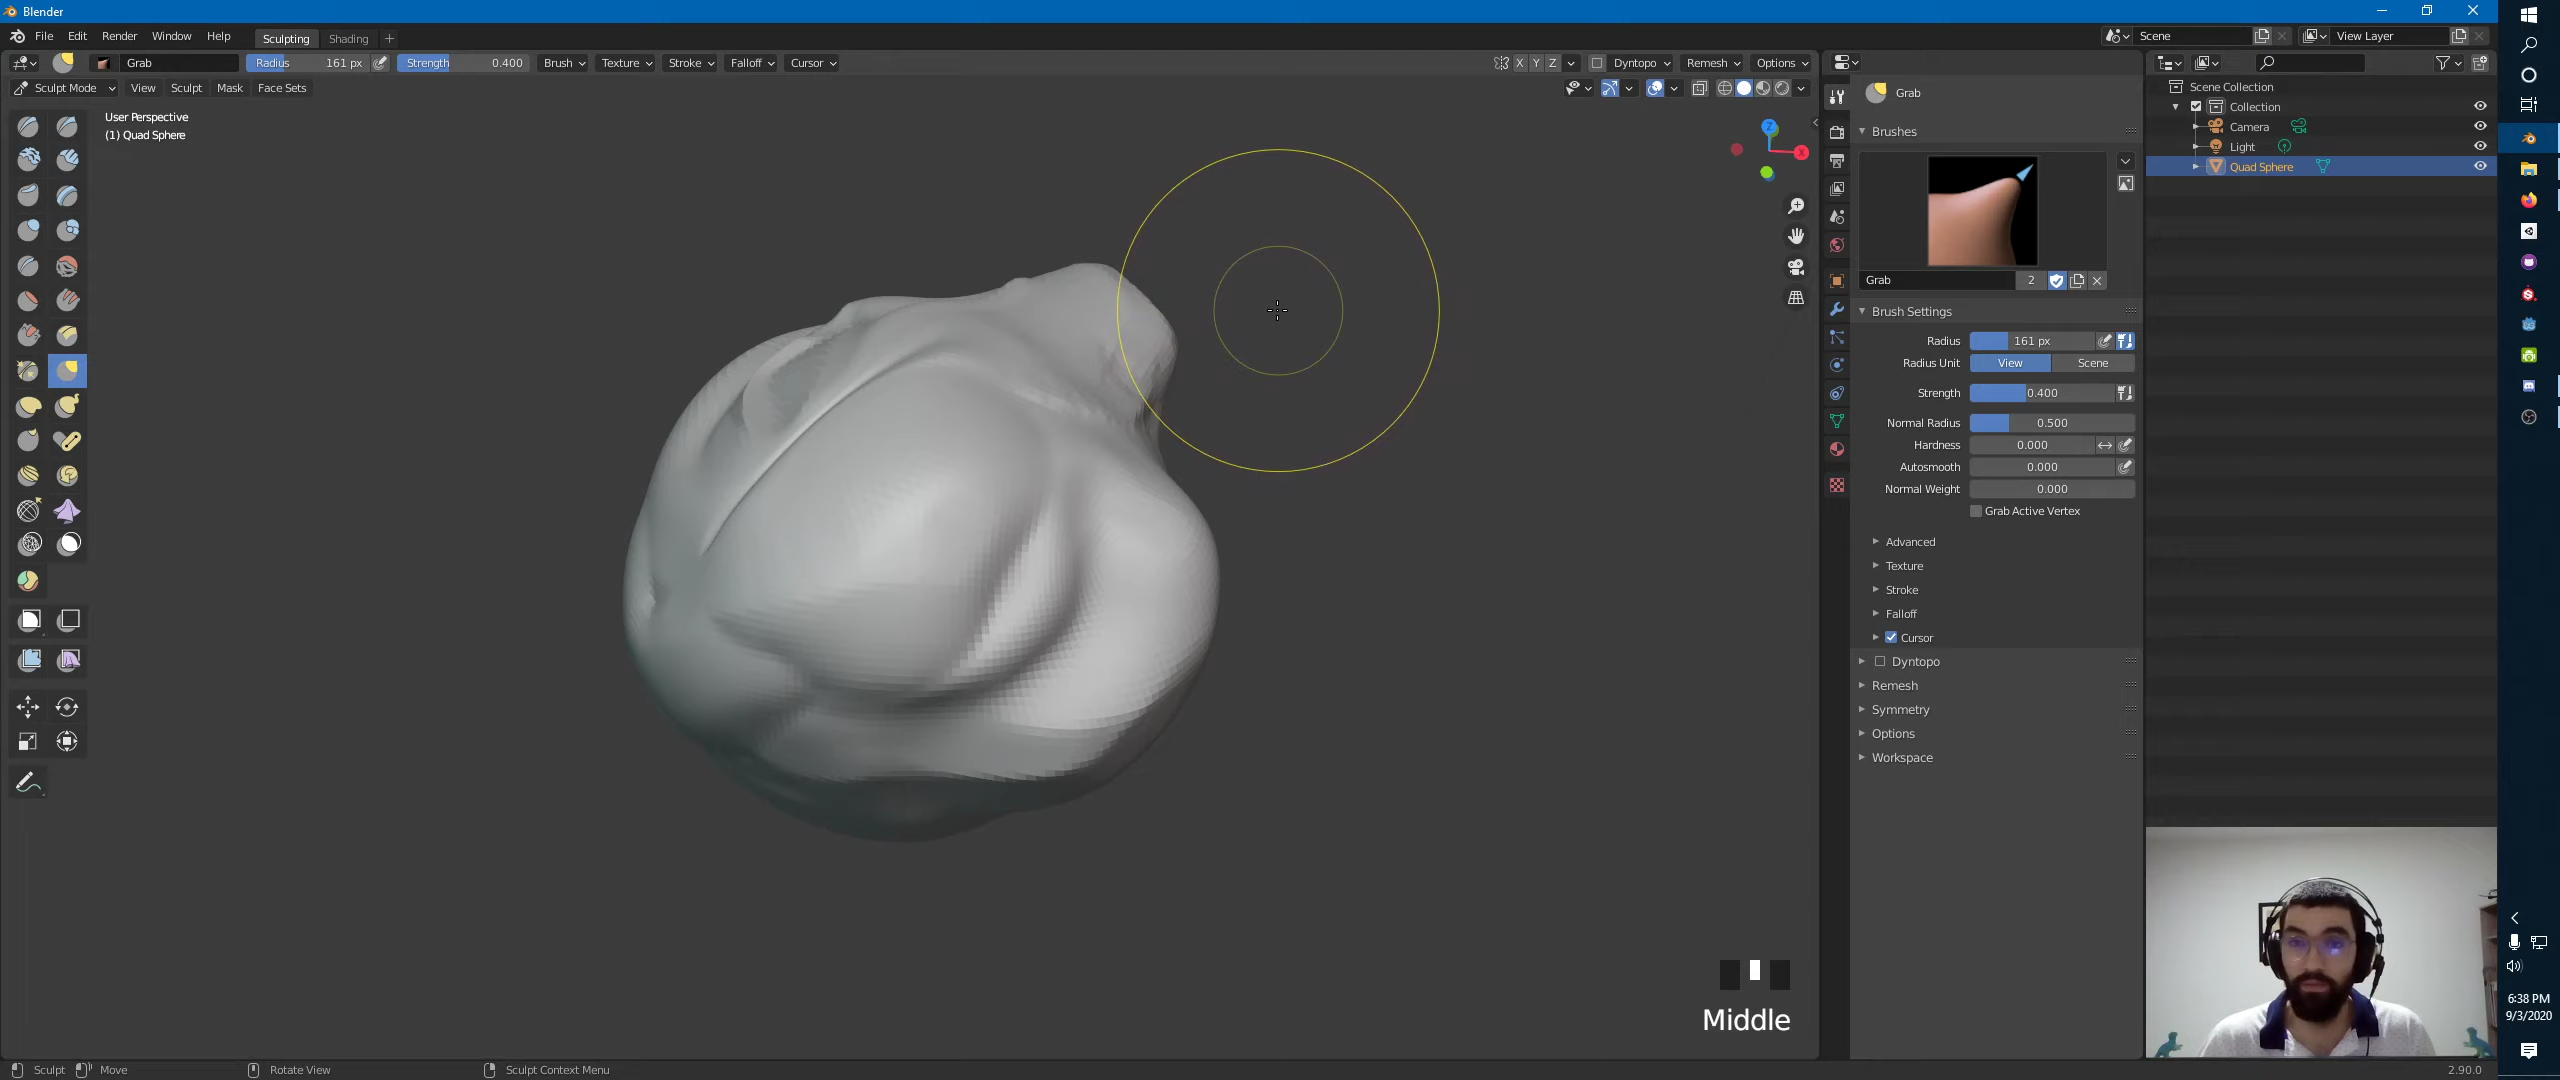 Blender
File Edit Render Window Help Sculpting Shading + Scene View Layer
Grab Radius 161 px Strength 0.400 Brush Texture Stroke Falloff Cursor X Y Z Dyntopo Remesh Options
Sculpt Mode View Sculpt Mask Face Sets
User Perspective
(1) Quad Sphere
Z
X
Grab
Brushes
Grab 2
Brush Settings
Radius 161 px
Radius Unit View Scene
Strength 0.400
Normal Radius 0.500
Hardness 0.000
Autosmooth 0.000
Normal Weight 0.000
Grab Active Vertex
Advanced
Texture
Stroke
Falloff
Cursor
Dyntopo
Remesh
Symmetry
Options
Workspace
Scene Collection
Collection
Camera
Light
Quad Sphere
Middle
6:38 PM
9/3/2020
Sculpt Move Rotate View Sculpt Context Menu 2.90.0